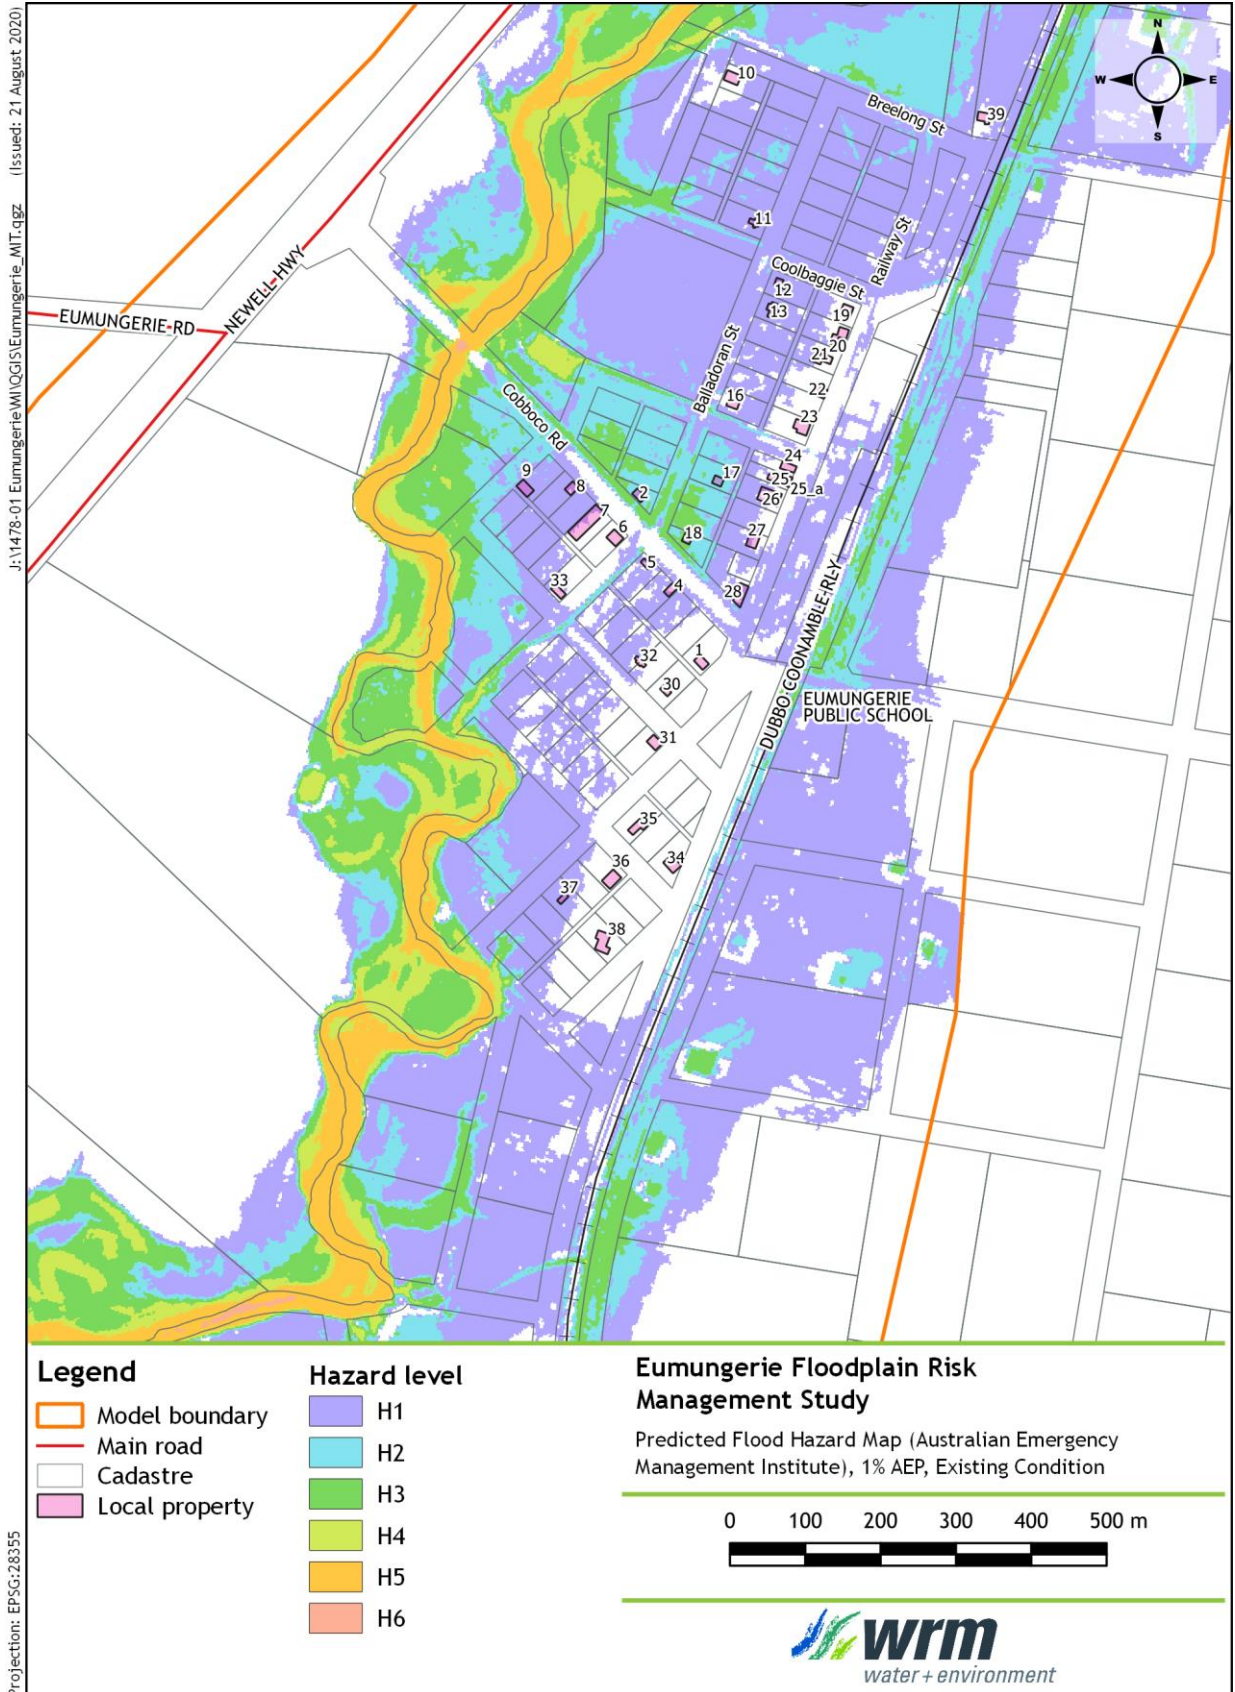 J:\1478-01 Eumungerie\WI\QGIS\Eumungerie_MIT.qgz (Issued: 21 August 2020)
Projection: EPSG:28355
N
W
E
S
10
Breelong St
39
11
Railway St
Coolbaggie St
12
13
19
20
21
22
Balladoran St
16
23
NEWELL HWY
EUMUNGERIE RD
Cobboco Rd
9
8
7
6
2
17
24
25
25_a
26
18
27
5
4
33
28
32
1
30
31
DUBBO-COONAMBLE RLY
EUMUNGERIE
PUBLIC SCHOOL
35
34
36
37
38
Legend
Model boundary
Main road
Cadastre
Local property
Hazard level
H1
H2
H3
H4
H5
H6
Eumungerie Floodplain Risk
Management Study
Predicted Flood Hazard Map (Australian Emergency
Management Institute), 1% AEP, Existing Condition
0 100 200 300 400 500 m
wrm
water + environment